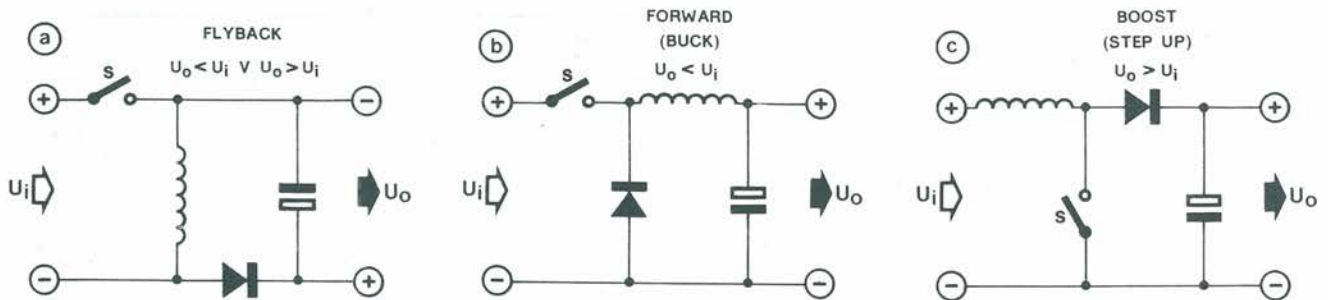 a
FLYBACK
Uo < Ui V Uo > Ui
S
+
−
Ui
Uo
−
+
b
FORWARD
(BUCK)
Uo < Ui
S
+
+
Ui
Uo
−
−
c
BOOST
(STEP UP)
Uo > Ui
+
+
Ui
S
Uo
−
−